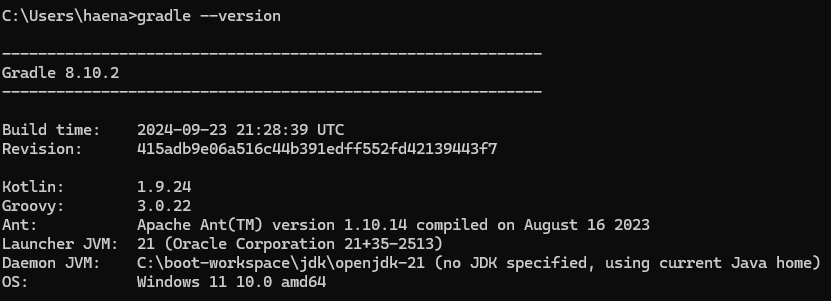 C:\Users\haena>gradle --version
------------------------------------------------------------
Gradle 8.10.2
------------------------------------------------------------
Build time:    2024-09-23 21:28:39 UTC
Revision:      415adb9e06a516c44b391edff552fd42139443f7
Kotlin:        1.9.24
Groovy:        3.0.22
Ant:           Apache Ant(TM) version 1.10.14 compiled on August 16 2023
Launcher JVM:  21 (Oracle Corporation 21+35-2513)
Daemon JVM:    C:\boot-workspace\jdk\openjdk-21 (no JDK specified, using current Java home)
OS:            Windows 11 10.0 amd64